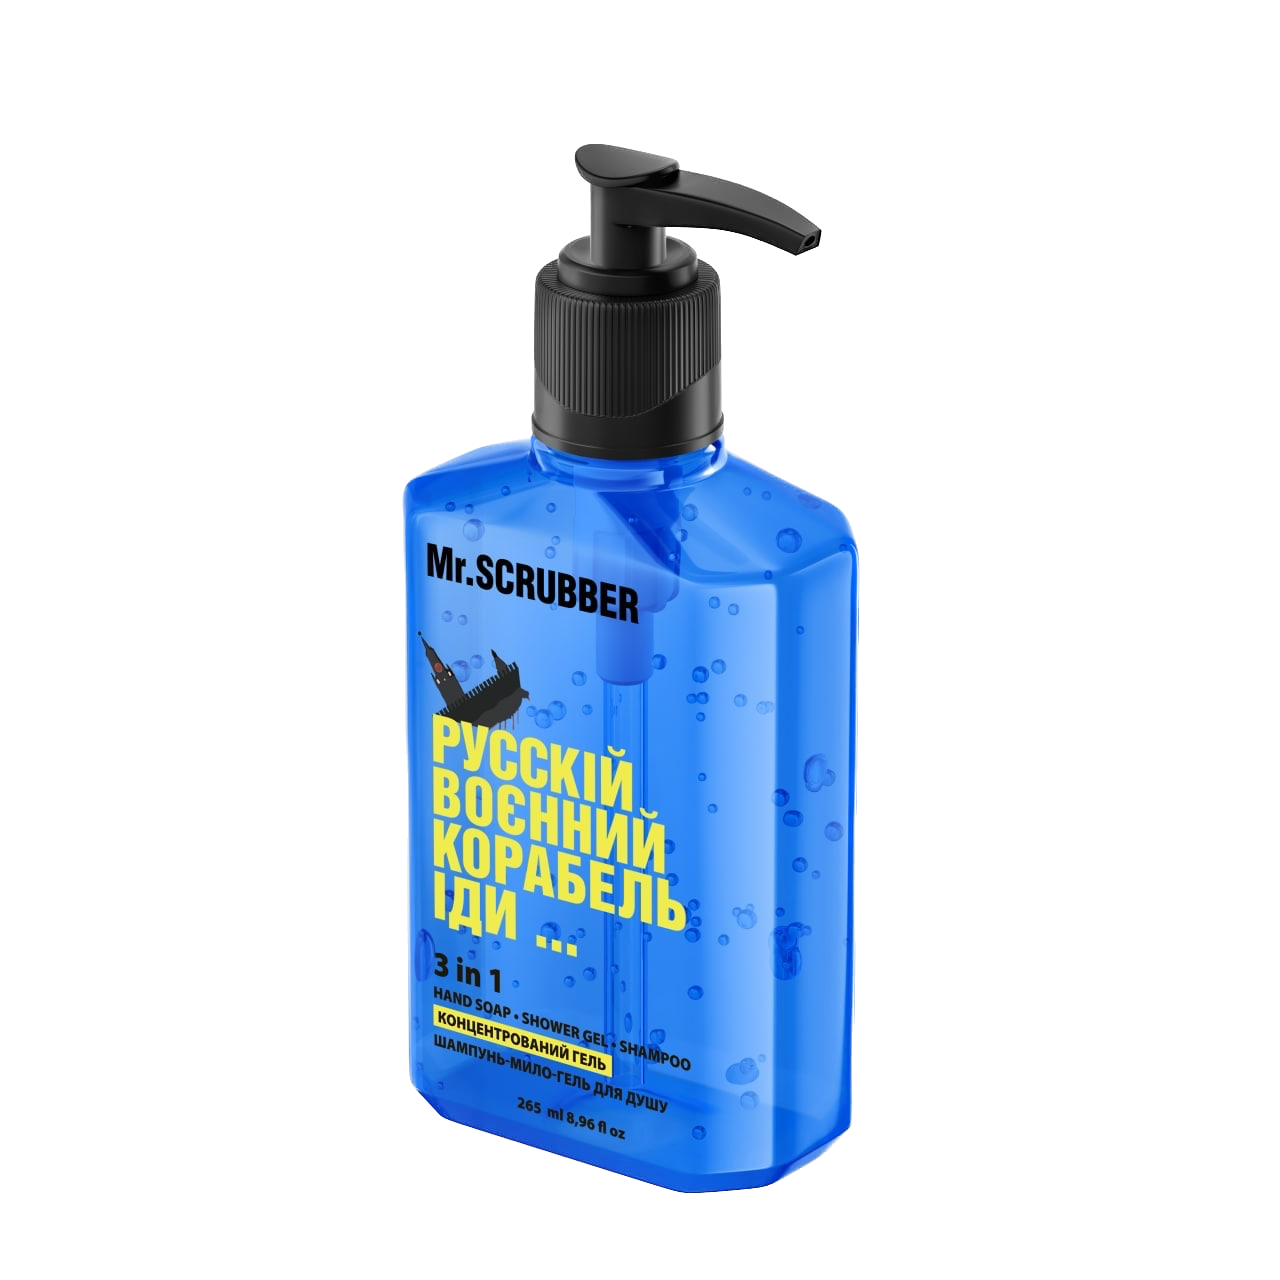 Mr.SCRUBBER
РУССКІЙ
ВОЄННИЙ
КОРАБЕЛЬ
ІДИ ...
3 in 1
HAND SOAP • SHOWER GEL • SHAMPOO
КОНЦЕНТРОВАНИЙ ГЕЛЬ
ШАМПУНЬ-МИЛО-ГЕЛЬ ДЛЯ ДУШУ
265 ml 8,96 fl oz